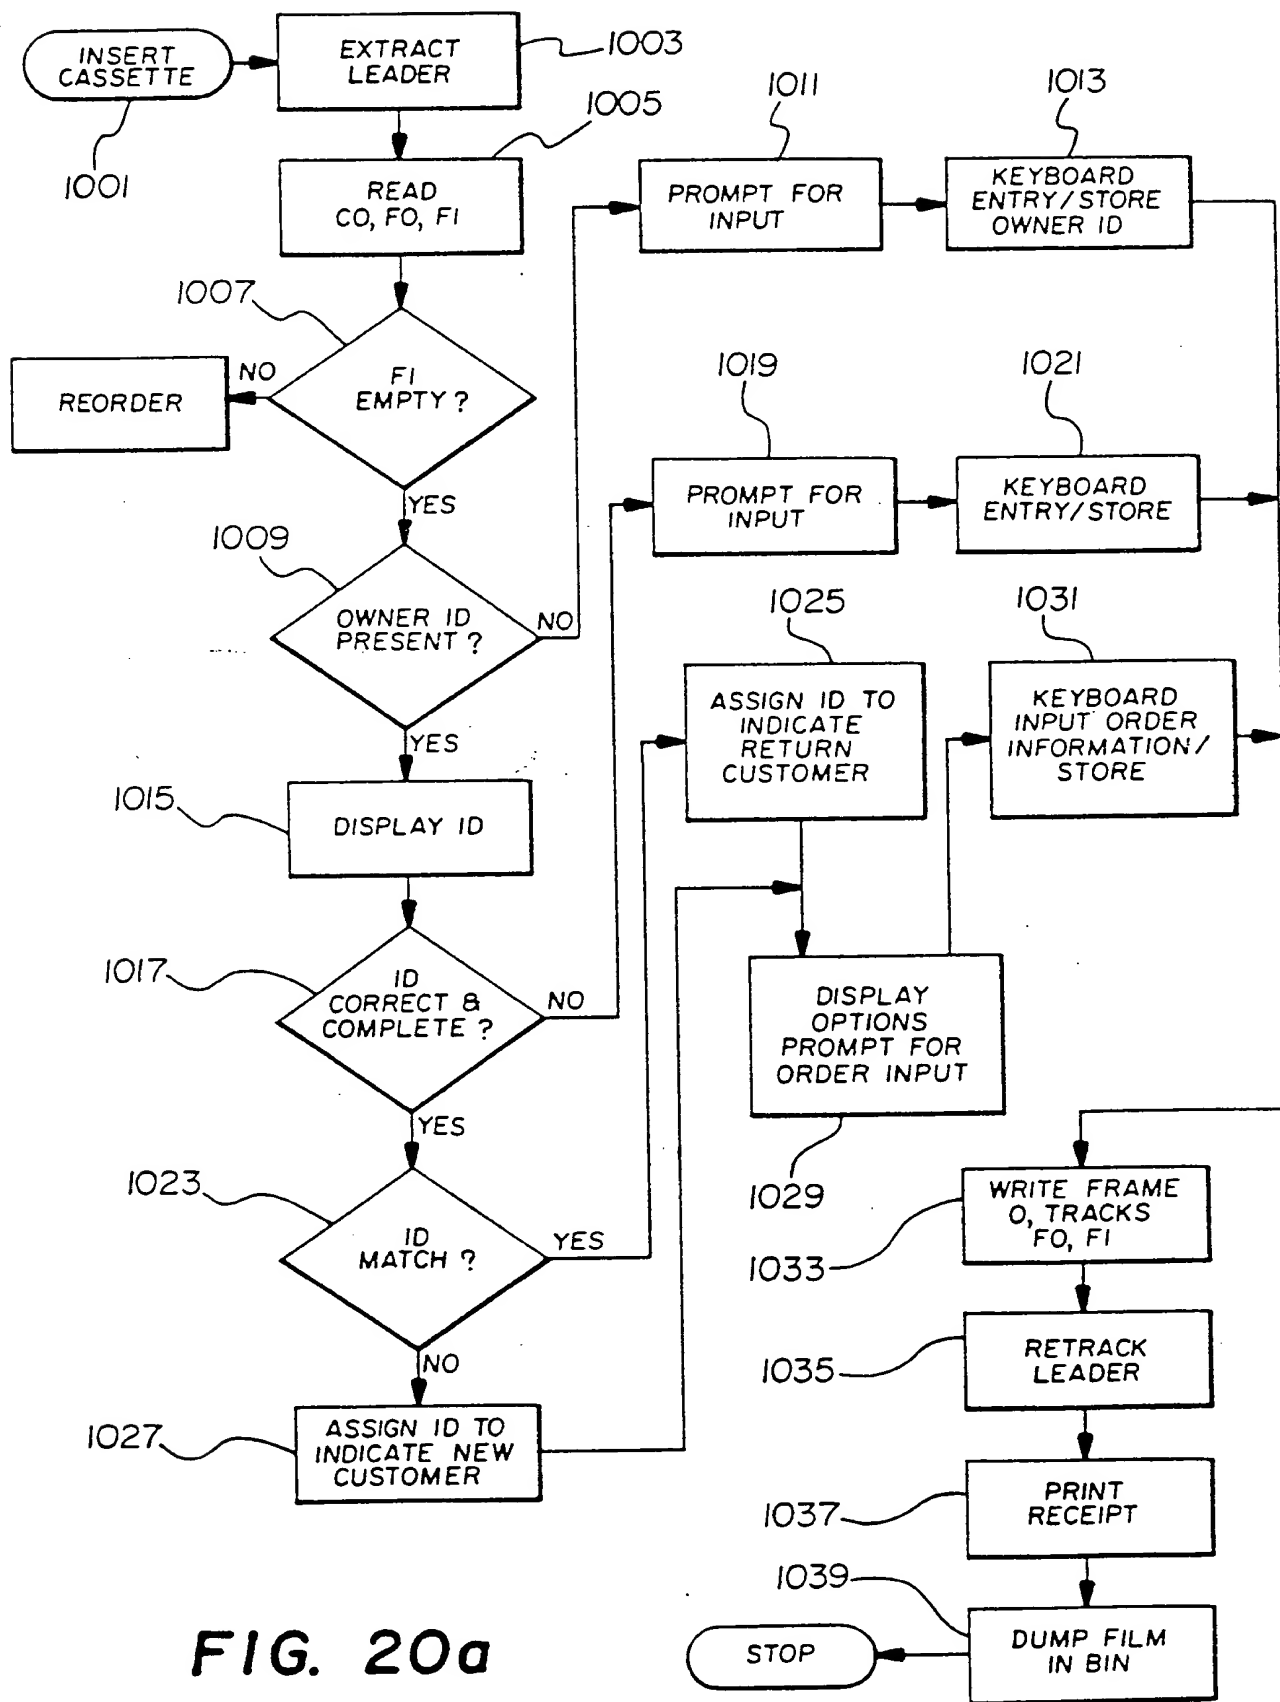 INSERT
CASSETTE
1001
EXTRACT
LEADER
1003
1005
READ
CO, FO, FI
1007
FI
EMPTY ?
NO
REORDER
YES
1009
OWNER ID
PRESENT ?
NO
YES
1011
PROMPT FOR
INPUT
1013
KEYBOARD
ENTRY/STORE
OWNER ID
1015
DISPLAY ID
1017
ID
CORRECT &
COMPLETE ?
NO
YES
1019
PROMPT FOR
INPUT
1021
KEYBOARD
ENTRY/STORE
1023
ID
MATCH ?
YES
NO
1025
ASSIGN ID TO
INDICATE
RETURN
CUSTOMER
1027
ASSIGN ID TO
INDICATE NEW
CUSTOMER
DISPLAY
OPTIONS
PROMPT FOR
ORDER INPUT
1029
1031
KEYBOARD
INPUT ORDER
INFORMATION/
STORE
WRITE FRAME
O, TRACKS
FO, FI
1033
RETRACK
LEADER
1035
PRINT
RECEIPT
1037
1039
DUMP FILM
IN BIN
STOP
FIG. 20a